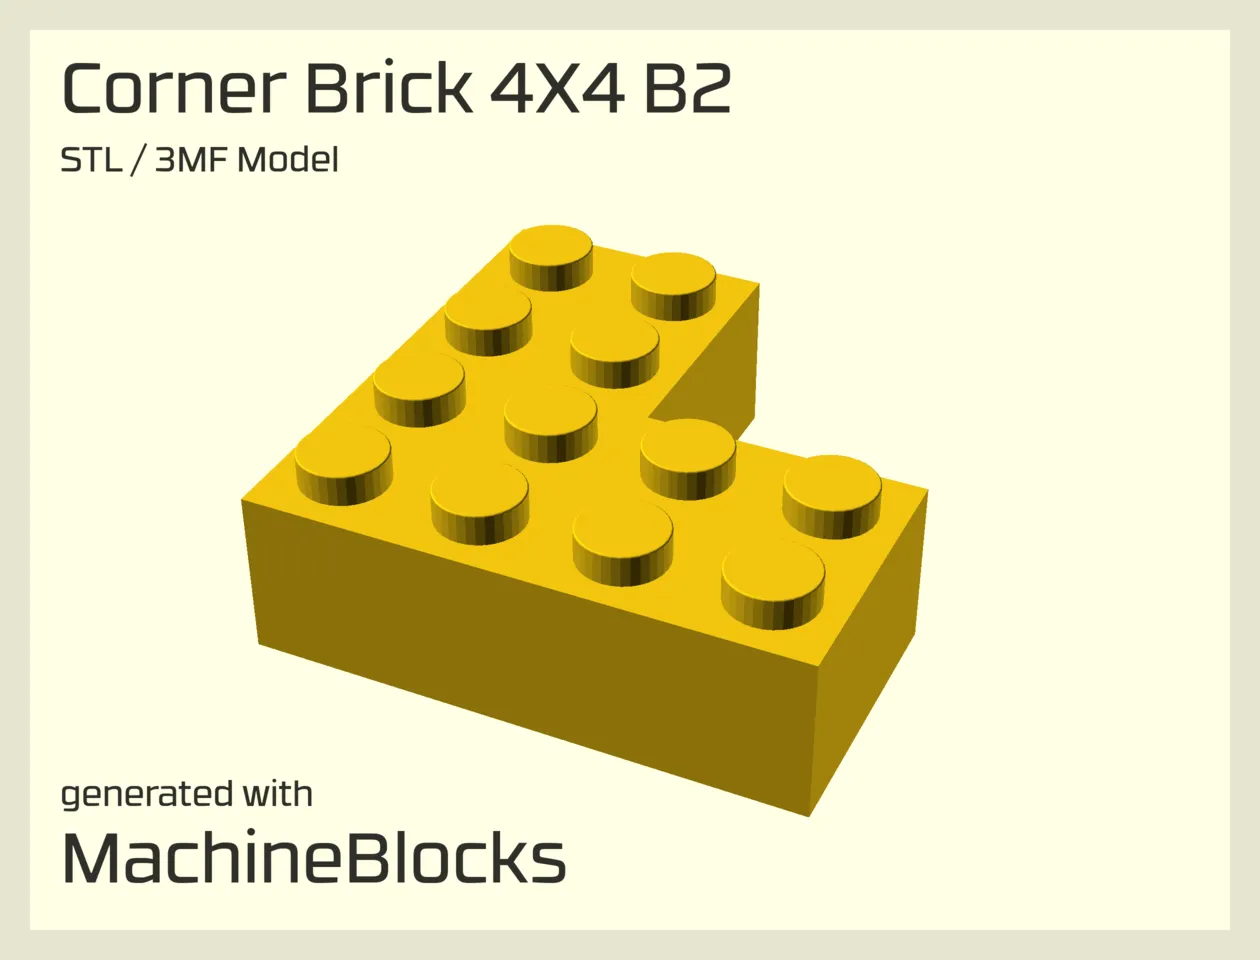 Corner Brick 4X4 B2
STL / 3MF Model
generated with
MachineBlocks